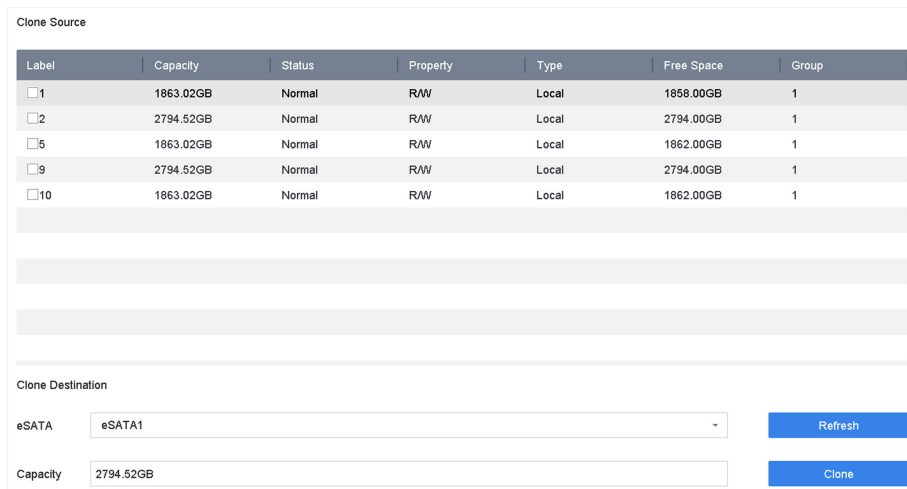 Clone Source
Label Capacity Status Property Type Free Space Group
1 1863.02GB Normal R/W Local 1858.00GB 1
2 2794.52GB Normal R/W Local 2794.00GB 1
5 1863.02GB Normal R/W Local 1862.00GB 1
9 2794.52GB Normal R/W Local 2794.00GB 1
10 1863.02GB Normal R/W Local 1862.00GB 1
Clone Destination
eSATA eSATA1 Refresh
Capacity 2794.52GB Clone